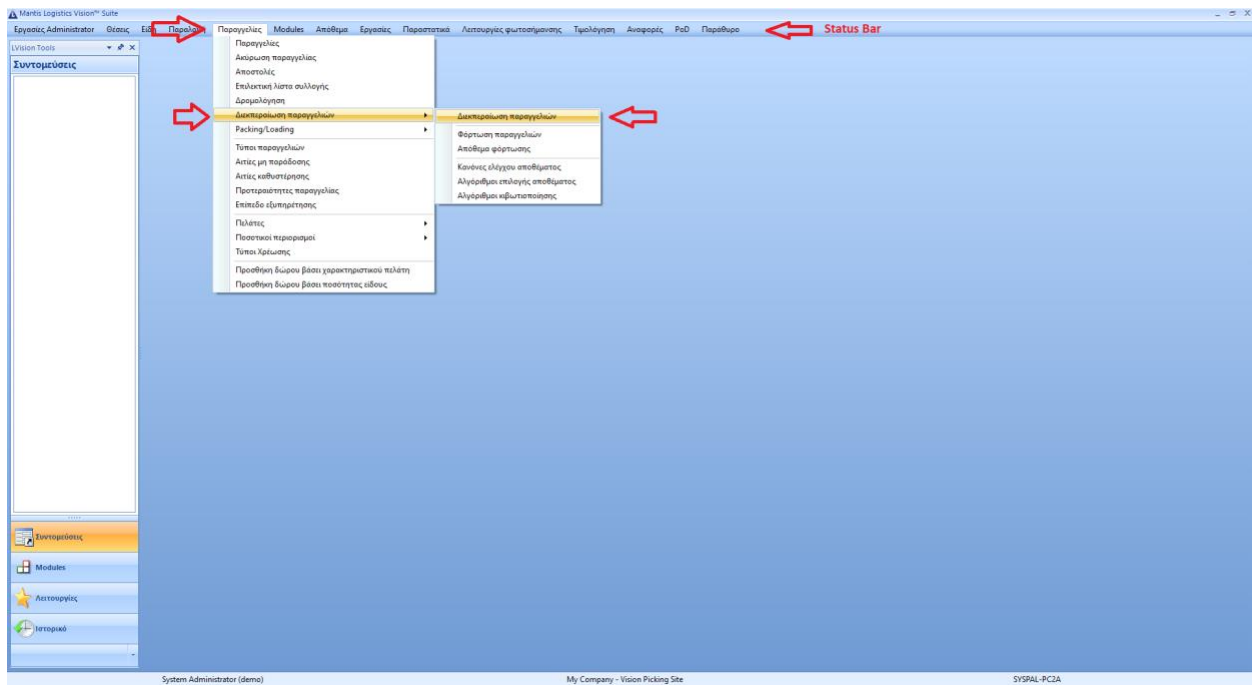 Mantis Logistics Vision™ Suite
Εργασίες Administrator Θέσεις Είδη Παραλαβή Παραγγελίες Modules Απόθεμα Εργασίες Παραστατικά Λειτουργίες φωτοσήμανσης Τιμολόγηση Αναφορές PoD Παράθυρο Status Bar
LVision Tools
Συντομεύσεις
Παραγγελίες
Ακύρωση παραγγελίας
Αποστολές
Επιλεκτική λίστα συλλογής
Δρομολόγηση
Διεκπεραίωση παραγγελιών
Packing/Loading
Τύποι παραγγελιών
Αιτίες μη παράδοσης
Αιτίες καθυστέρησης
Προτεραιότητες παραγγελίας
Επίπεδο εξυπηρέτησης
Πελάτες
Ποσοτικοί περιορισμοί
Τύποι Χρέωσης
Προσθήκη δώρου βάσει χαρακτηριστικού πελάτη
Προσθήκη δώρου βάσει ποσότητας είδους
Διεκπεραίωση παραγγελιών
Φόρτωση παραγγελιών
Απόθεμα φόρτωσης
Κανόνες ελέγχου αποθέματος
Αλγόριθμοι επιλογής αποθέματος
Αλγόριθμοι κιβωτιοποίησης
Συντομεύσεις
Modules
Λειτουργίες
Ιστορικό
System Administrator (demo) My Company - Vision Picking Site SYSPAL-PC2A